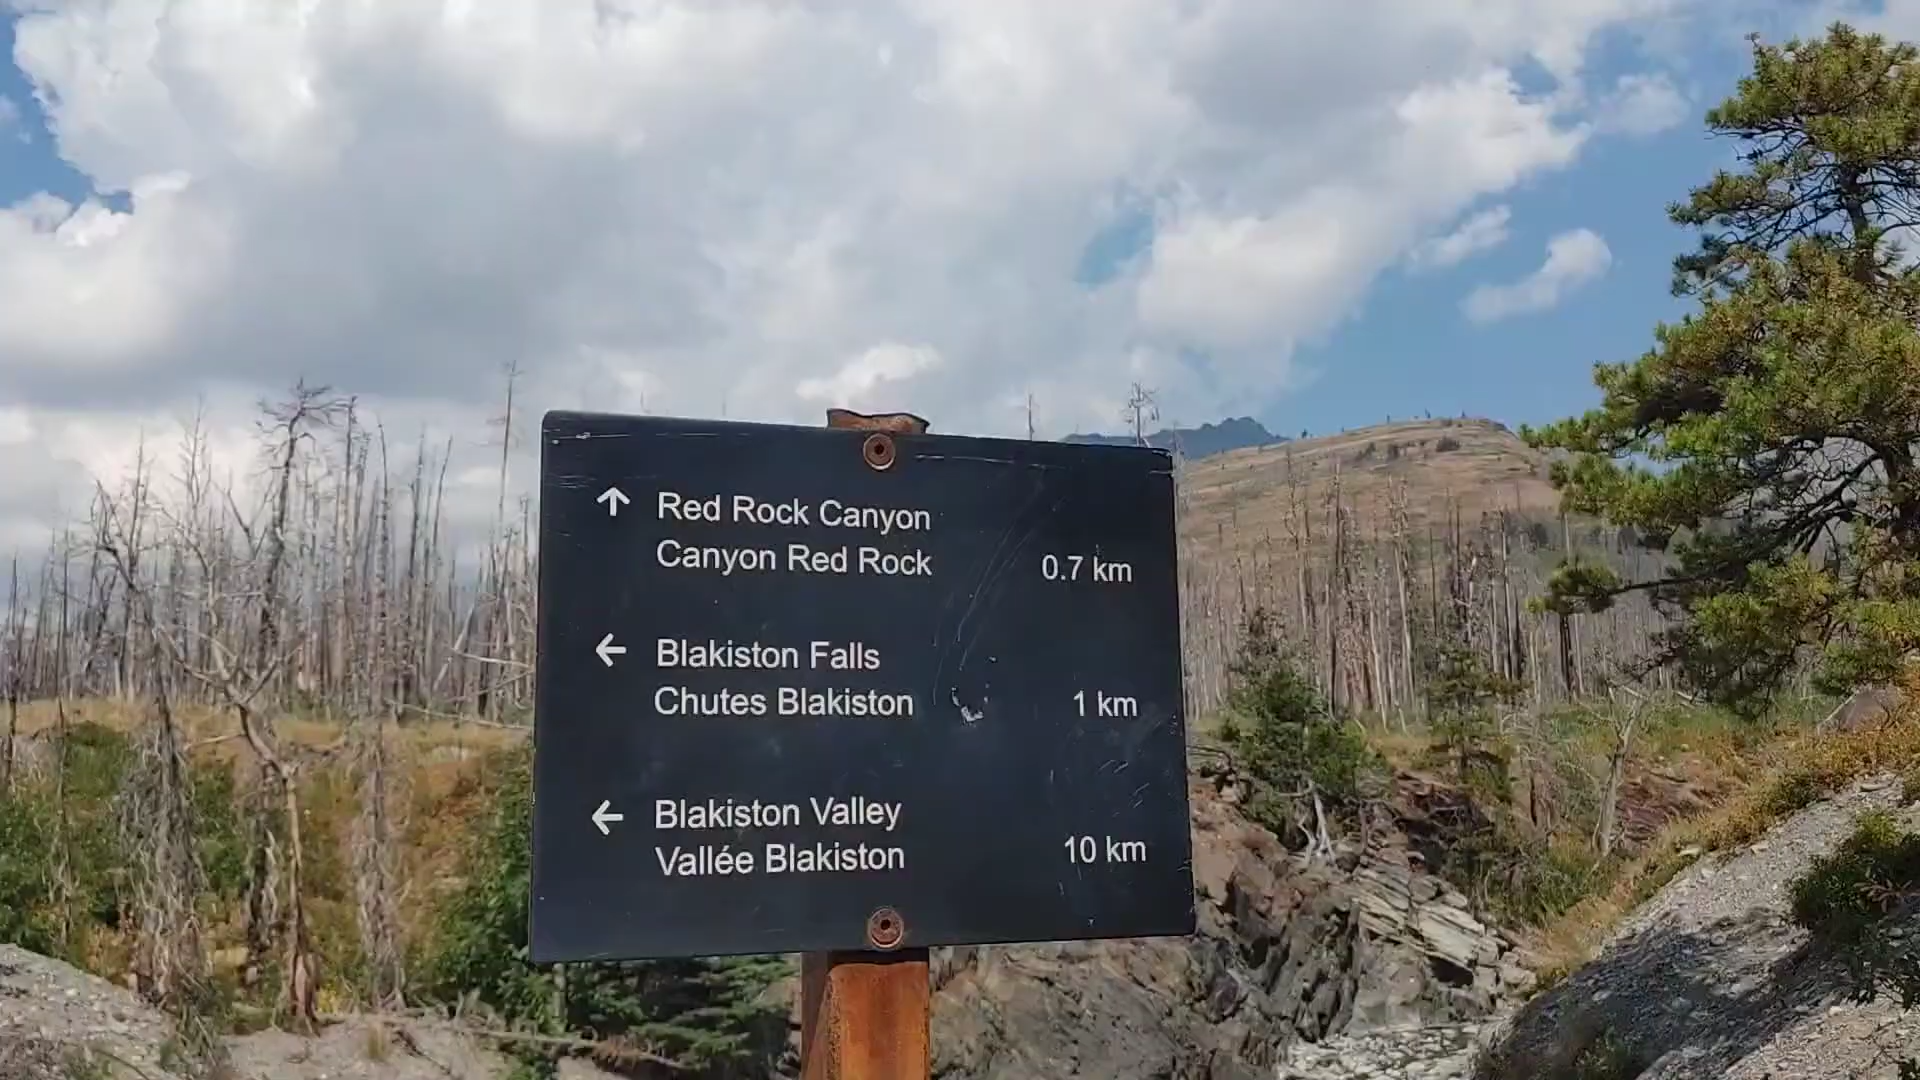 ↑ Red Rock Canyon
Canyon Red Rock 0.7 km
← Blakiston Falls
Chutes Blakiston 1 km
← Blakiston Valley
Vallée Blakiston 10 km